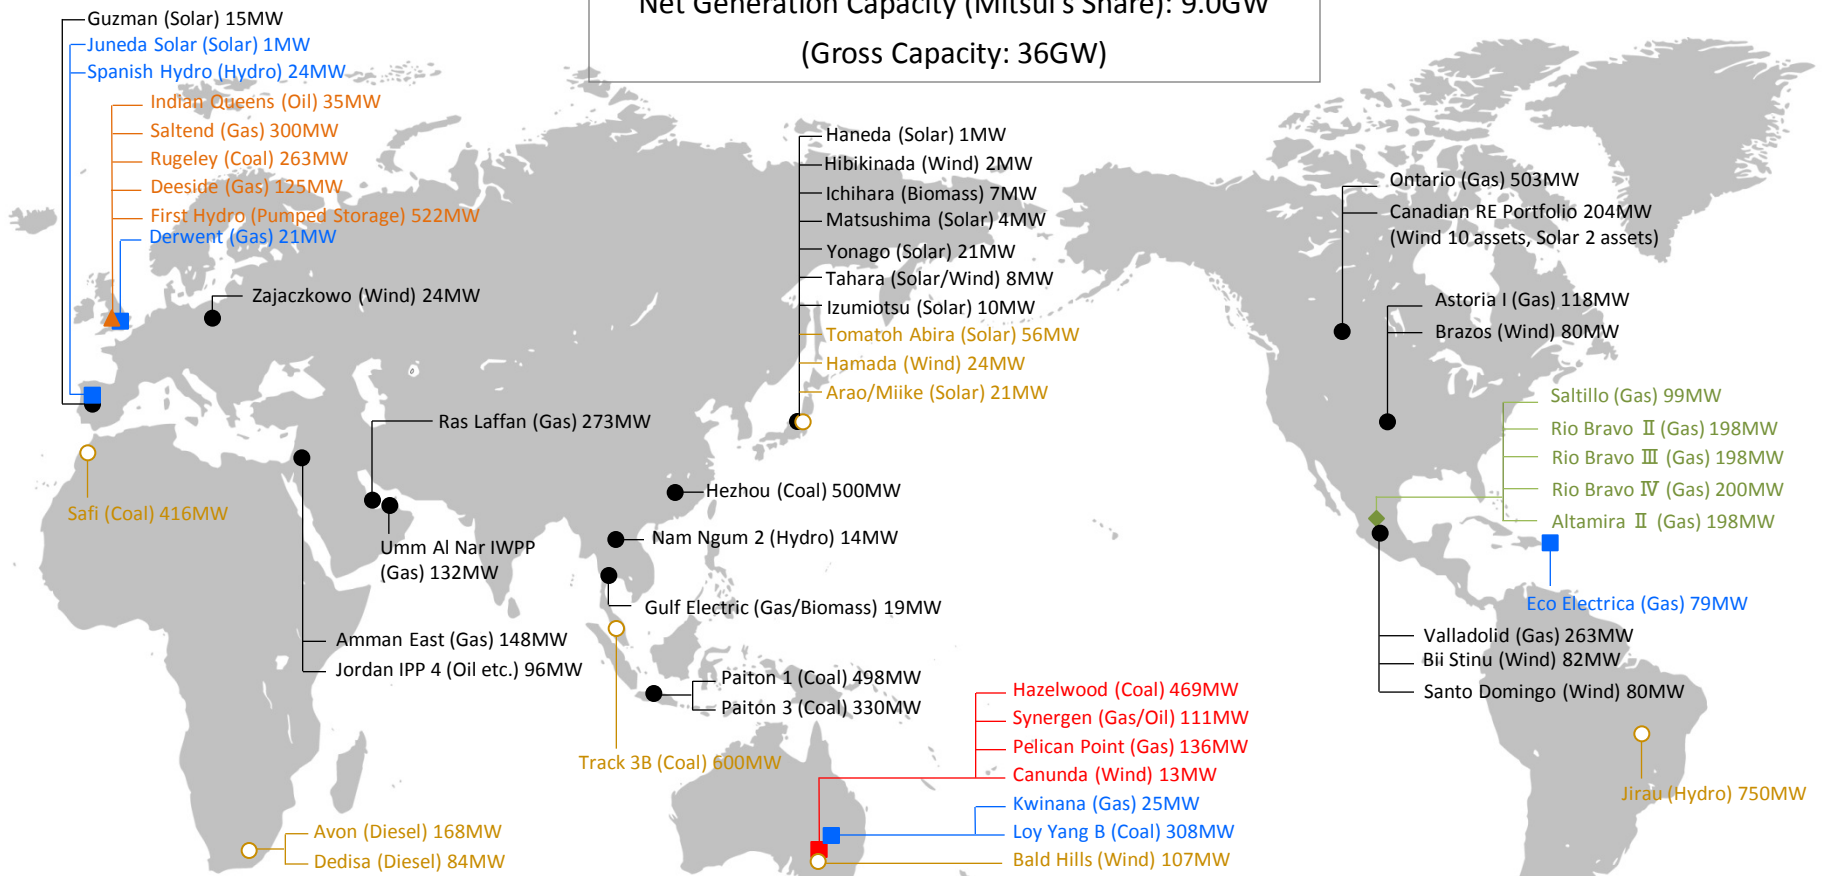 Net Generation Capacity (Mitsui's Share): 9.0GW
(Gross Capacity: 36GW)
Guzman (Solar) 15MW
Juneda Solar (Solar) 1MW
Spanish Hydro (Hydro) 24MW
Indian Queens (Oil) 35MW
Saltend (Gas) 300MW
Rugeley (Coal) 263MW
Deeside (Gas) 125MW
First Hydro (Pumped Storage) 522MW
Derwent (Gas) 21MW
Zajaczkowo (Wind) 24MW
Haneda (Solar) 1MW
Hibikinada (Wind) 2MW
Ichihara (Biomass) 7MW
Matsushima (Solar) 4MW
Yonago (Solar) 21MW
Tahara (Solar/Wind) 8MW
Izumiotsu (Solar) 10MW
Tomatoh Abira (Solar) 56MW
Hamada (Wind) 24MW
Arao/Miike (Solar) 21MW
Ontario (Gas) 503MW
Canadian RE Portfolio 204MW
(Wind 10 assets, Solar 2 assets)
Astoria I (Gas) 118MW
Brazos (Wind) 80MW
Saltillo (Gas) 99MW
Rio Bravo Ⅱ (Gas) 198MW
Rio Bravo Ⅲ (Gas) 198MW
Rio Bravo Ⅳ (Gas) 200MW
Altamira Ⅱ (Gas) 198MW
Eco Electrica (Gas) 79MW
Valladolid (Gas) 263MW
Bii Stinu (Wind) 82MW
Santo Domingo (Wind) 80MW
Jirau (Hydro) 750MW
Ras Laffan (Gas) 273MW
Safi (Coal) 416MW
Umm Al Nar IWPP
(Gas) 132MW
Hezhou (Coal) 500MW
Nam Ngum 2 (Hydro) 14MW
Gulf Electric (Gas/Biomass) 19MW
Amman East (Gas) 148MW
Jordan IPP 4 (Oil etc.) 96MW
Paiton 1 (Coal) 498MW
Paiton 3 (Coal) 330MW
Track 3B (Coal) 600MW
Hazelwood (Coal) 469MW
Synergen (Gas/Oil) 111MW
Pelican Point (Gas) 136MW
Canunda (Wind) 13MW
Kwinana (Gas) 25MW
Loy Yang B (Coal) 308MW
Bald Hills (Wind) 107MW
Avon (Diesel) 168MW
Dedisa (Diesel) 84MW